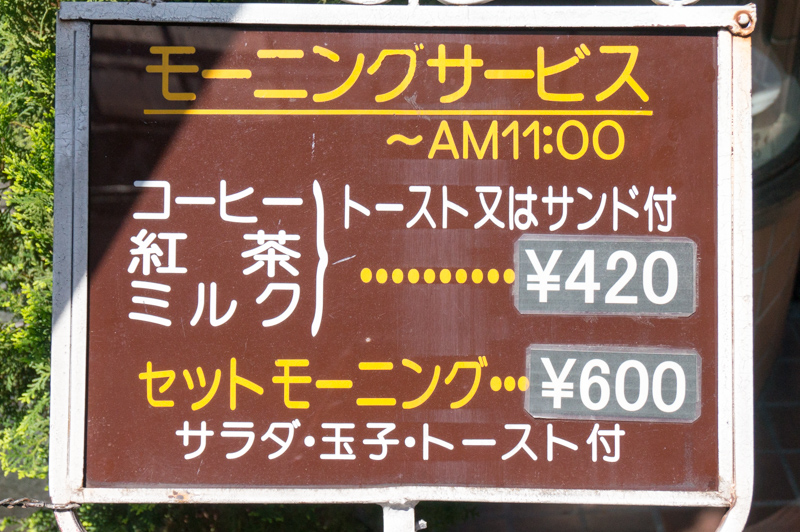 モーニングサービス
～AM11:00
コーヒー
紅 茶
ミルク
トースト又はサンド付
••••••••••¥420
セットモーニング•••¥600
サラダ・玉子・トースト付